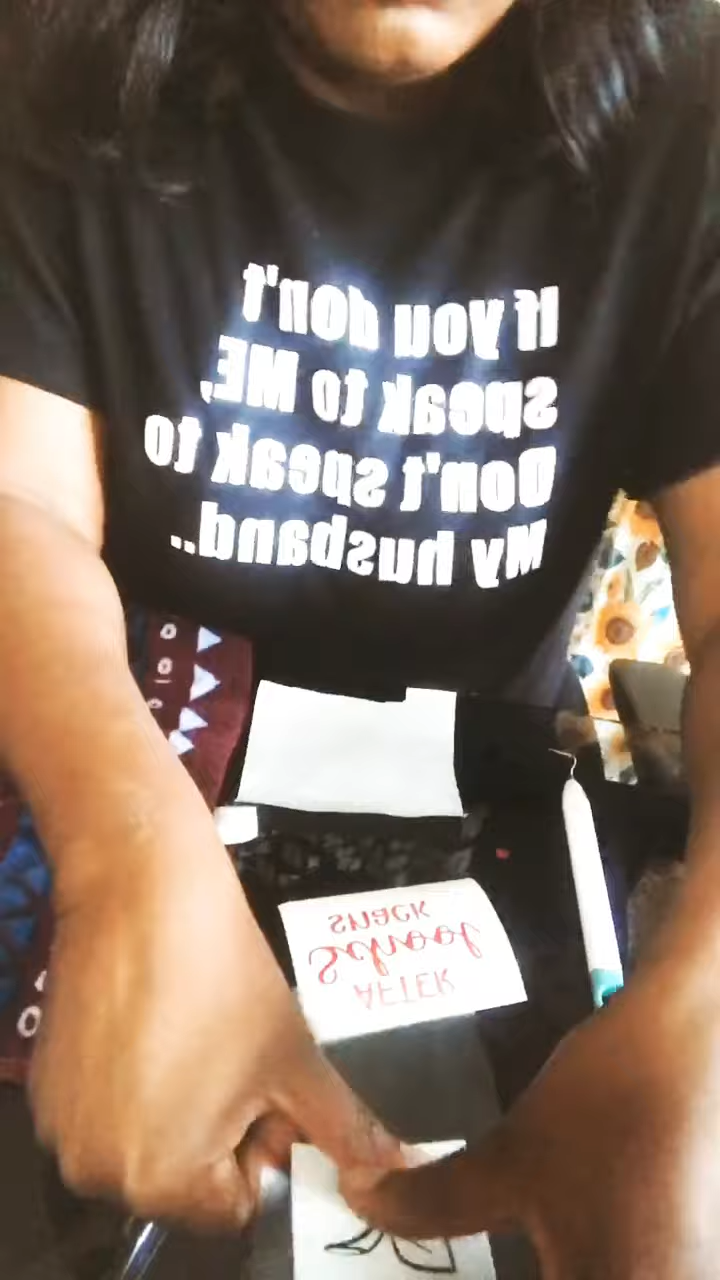 If you don't
speak to ME,
Don't speak to
My husband..
AFTER
School
SNACK